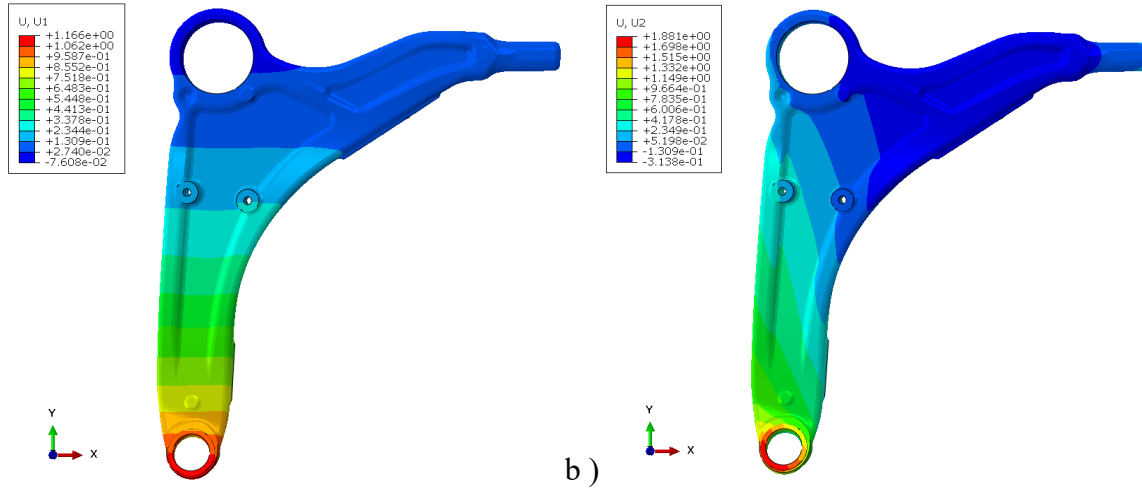 U, U1
+1.166e+00
+1.062e+00
+9.587e-01
+8.552e-01
+7.518e-01
+6.483e-01
+5.448e-01
+4.413e-01
+3.378e-01
+2.344e-01
+1.309e-01
+2.740e-02
-7.608e-02
Y
X
b )
U, U2
+1.881e+00
+1.698e+00
+1.515e+00
+1.332e+00
+1.149e+00
+9.664e-01
+7.835e-01
+6.006e-01
+4.178e-01
+2.349e-01
+5.198e-02
-1.309e-01
-3.138e-01
Y
X